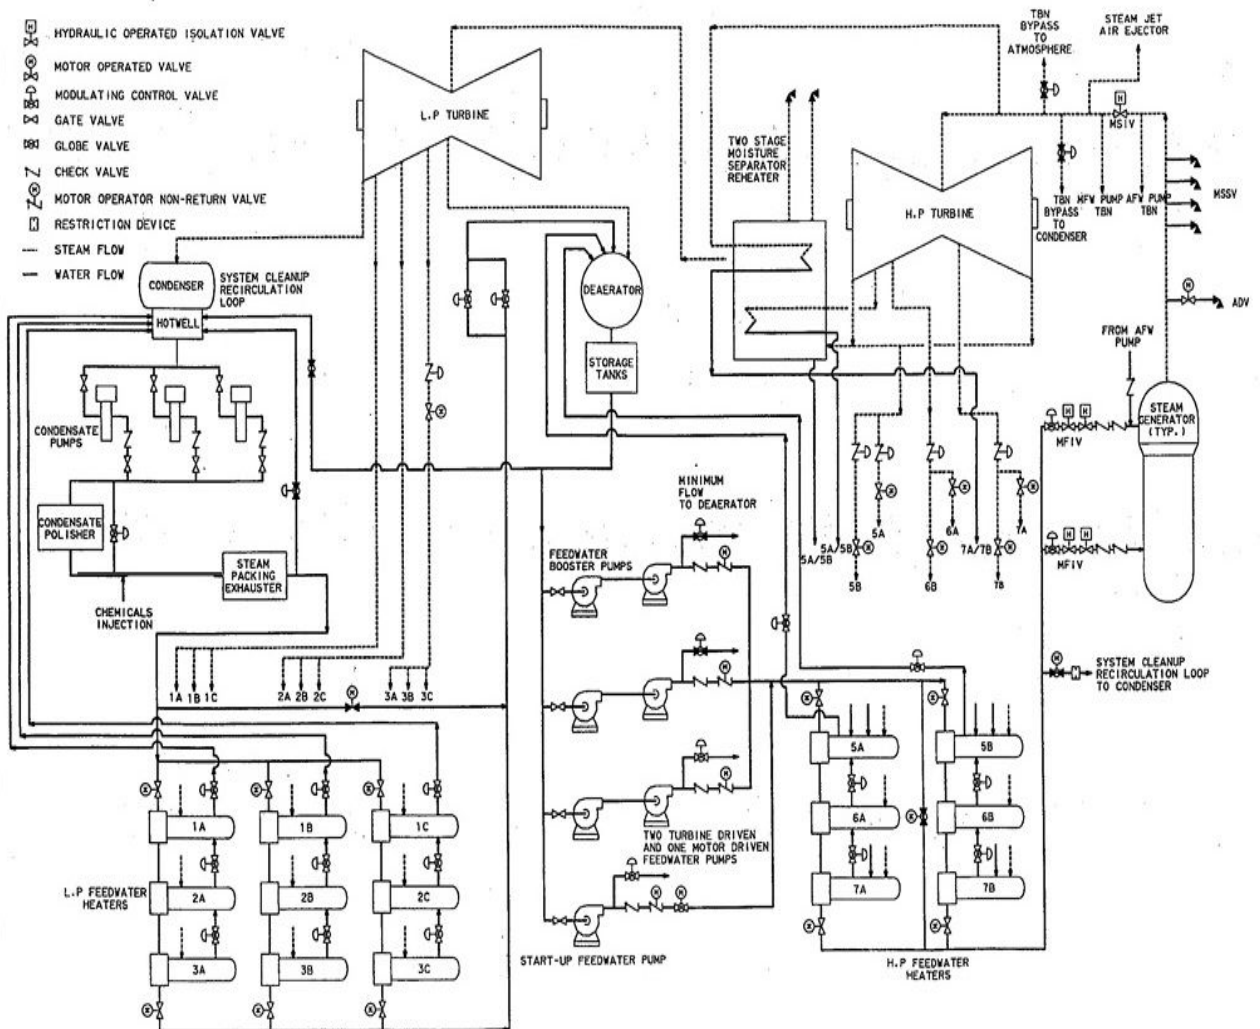 HYDRAULIC OPERATED ISOLATION VALVE
MOTOR OPERATED VALVE
MODULATING CONTROL VALVE
GATE VALVE
GLOBE VALVE
CHECK VALVE
MOTOR OPERATOR NON-RETURN VALVE
RESTRICTION DEVICE
STEAM FLOW
WATER FLOW
L.P TURBINE
TBN
BYPASS
TO
ATMOSPHERE
STEAM JET
AIR EJECTOR
H
MSIV
TWO STAGE
MOISTURE
SEPARATOR
REHEATER
H.P TURBINE
TBN
BYPASS
TO
CONDENSER
MFW PUMP
TBN
AFW PUMP
TBN
MSSV
ADV
FROM AFW
PUMP
STEAM
GENERATOR
(TYP.)
MFIV
MFIV
CONDENSER
HOTWELL
SYSTEM CLEANUP
RECIRCULATION
LOOP
DEAERATOR
STORAGE
TANKS
CONDENSATE
PUMPS
CONDENSATE
POLISHER
STEAM
PACKING
EXHAUSTER
CHEMICALS
INJECTION
MINIMUM
FLOW
TO DEAERATOR
FEEDWATER
BOOSTER PUMPS
5A/5B
5A/5B
5B
5A
6B
6A
7A/7B
7B
7A
1A 1B 1C
2A 2B 2C
3A 3B 3C
SYSTEM CLEANUP
RECIRCULATION LOOP
TO CONDENSER
5A
5B
6A
6B
7A
7B
TWO TURBINE DRIVEN
AND ONE MOTOR DRIVEN
FEEDWATER PUMPS
L.P FEEDWATER
HEATERS
1A
1B
1C
2A
2B
2C
3A
3B
3C
START-UP FEEDWATER PUMP
H.P FEEDWATER
HEATERS